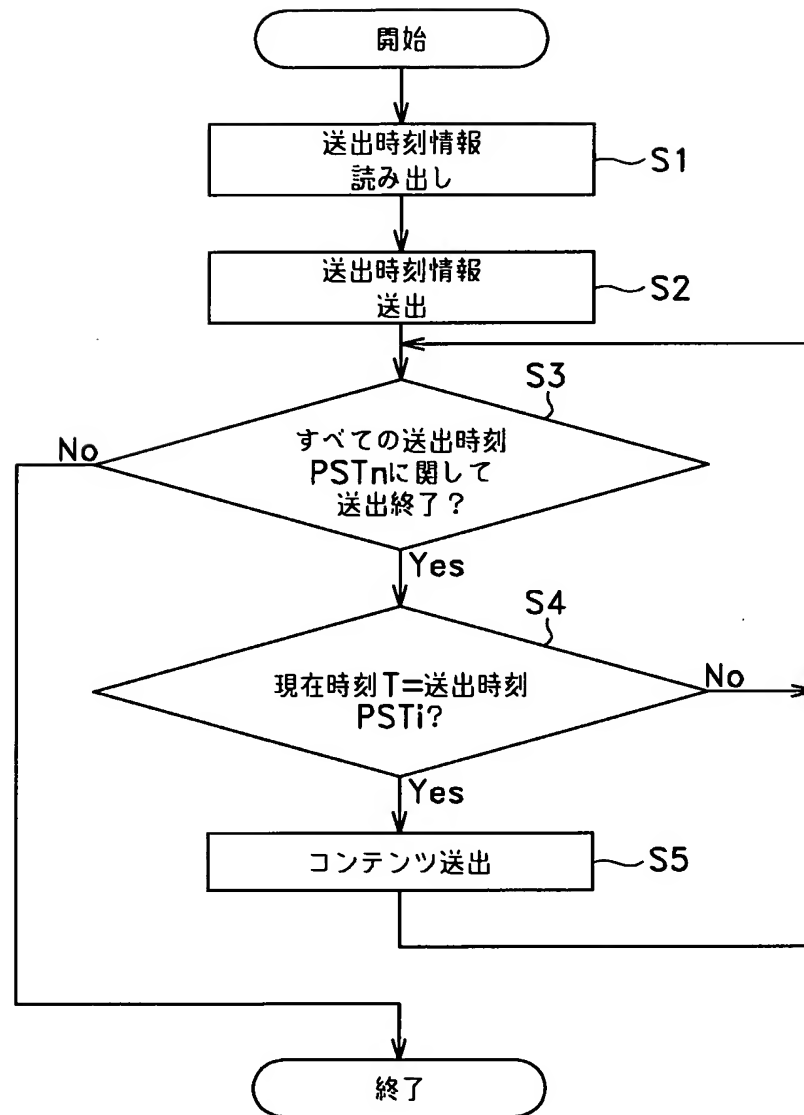 開始
送出時刻情報
読み出し
S1
送出時刻情報
送出
S2
S3
すべての送出時刻
PSTnに関して
送出終了?
No
Yes
S4
現在時刻T=送出時刻
PSTi?
No
Yes
コンテンツ送出
S5
終了